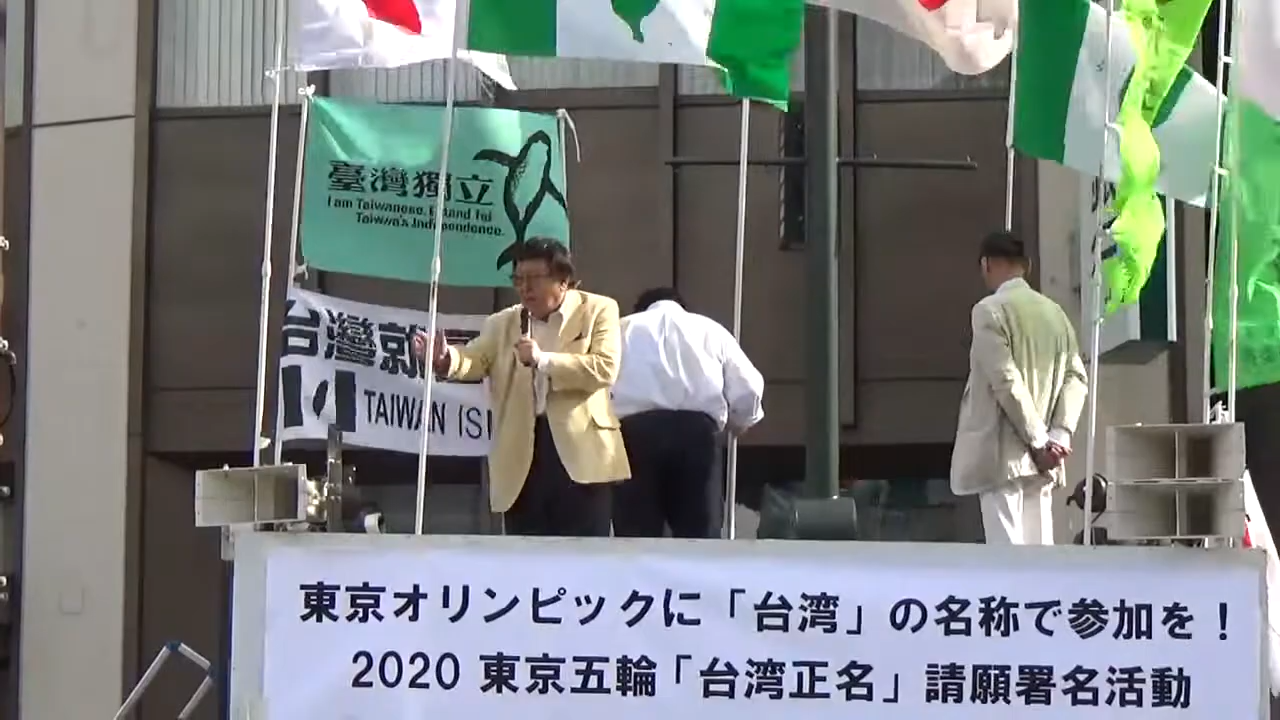 臺灣獨立
I am Taiwanese.
Taiwan's Independence.
台灣就是
TAIWAN IS
東京オリンピックに「台湾」の名称で参加を！
2020 東京五輪「台湾正名」請願署名活動